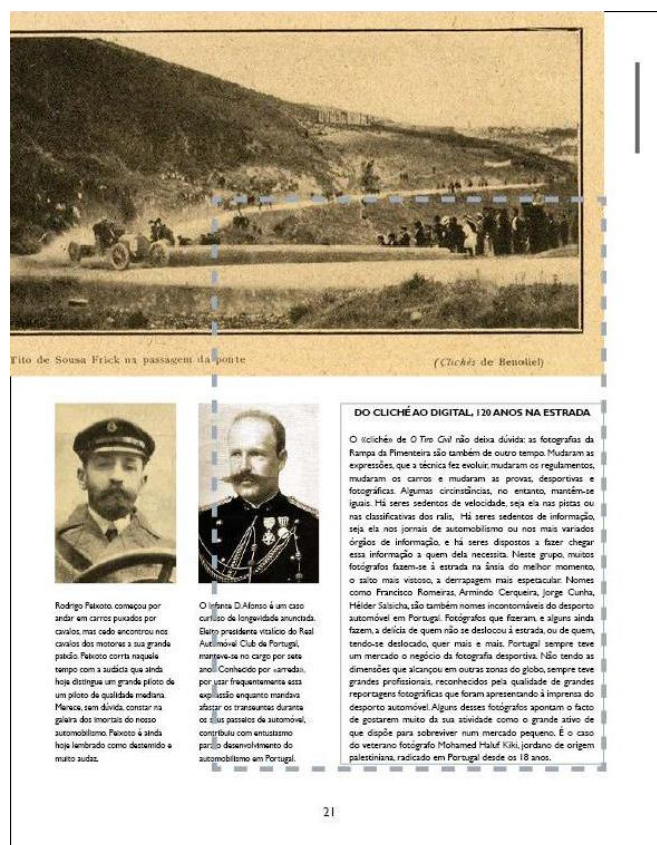 Tito de Sousa Frick na passagem da ponte
(Clichés de Benoliel)
Rodrigo Peixoto, começou por
andar em carros puxados por
cavalos, mas cedo encontrou nos
cavalos dos motores a sua grande
paixão. Peixoto corria naquele
tempo com a audácia que ainda
hoje distingue um grande piloto de
um piloto de qualidade mediana.
Merece, sem dúvida, constar na
galeira dos imortais do nosso
automobilismo. Peixoto é ainda
hoje lembrado como destemido e
muito audaz.
O Infante D. Afonso é um caso
curioso de longevidade anunciada.
Eleito presidente vitalício do Real
Automóvel Club de Portugal,
manteve-se no cargo por sete
anos. Conhecido por «arreda»,
por usar frequentemente essa
expressão enquanto mandava
afastar os transeuntes durante
os seus passeios de automóvel,
contribuiu com entusiasmo
para o desenvolvimento do
automobilismo em Portugal.
DO CLICHÉ AO DIGITAL, 120 ANOS NA ESTRADA
O «cliché» de O Tiro Civil não deixa dúvida: as fotografias da
Rampa da Pimenteira são também de outro tempo. Mudaram as
expressões, que a técnica fez evoluir, mudaram os regulamentos,
mudaram os carros e mudaram as provas, desportivas e
fotográficas. Algumas circinstâncias, no entanto, mantêm-se
iguais. Há seres sedentos de velocidade, seja ela nas pistas ou
nas classificativas dos ralis, Há seres sedentos de informação,
seja ela nos jornais de automobilismo ou nos mais variados
órgãos de informação, e há seres dispostos a fazer chegar
essa informação a quem dela necessita. Neste grupo, muitos
fotógrafos fazem-se à estrada na ânsia do melhor momento,
o salto mais vistoso, a derrapagem mais espetacular. Nomes
como Francisco Romeiras, Armindo Cerqueira, Jorge Cunha,
Hélder Salsicha, são também nomes incontornáveis do desporto
automóvel em Portugal. Fotógrafos que fizeram, e alguns ainda
fazem, a delícia de quem não se deslocou à estrada, ou de quem,
tendo-se deslocado, quer mais e mais. Portugal sempre teve
um mercado o negócio da fotografia desportiva. Não tendo as
dimensões que alcançou em outras zonas do globo, sempre teve
grandes profissionais, reconhecidos pela qualidade de grandes
reportagens fotográficas que foram apresentando à imprensa do
desporto automóvel. Alguns desses fotógrafos apontam o facto
de gostarem muito da sua atividade como o grande ativo de
que dispõe para sobreviver num mercado pequeno. É o caso
do veterano fotógrafo Mohamed Haluf Kiki, jordano de origem
palestiniana, radicado em Portugal desde os 18 anos.
21